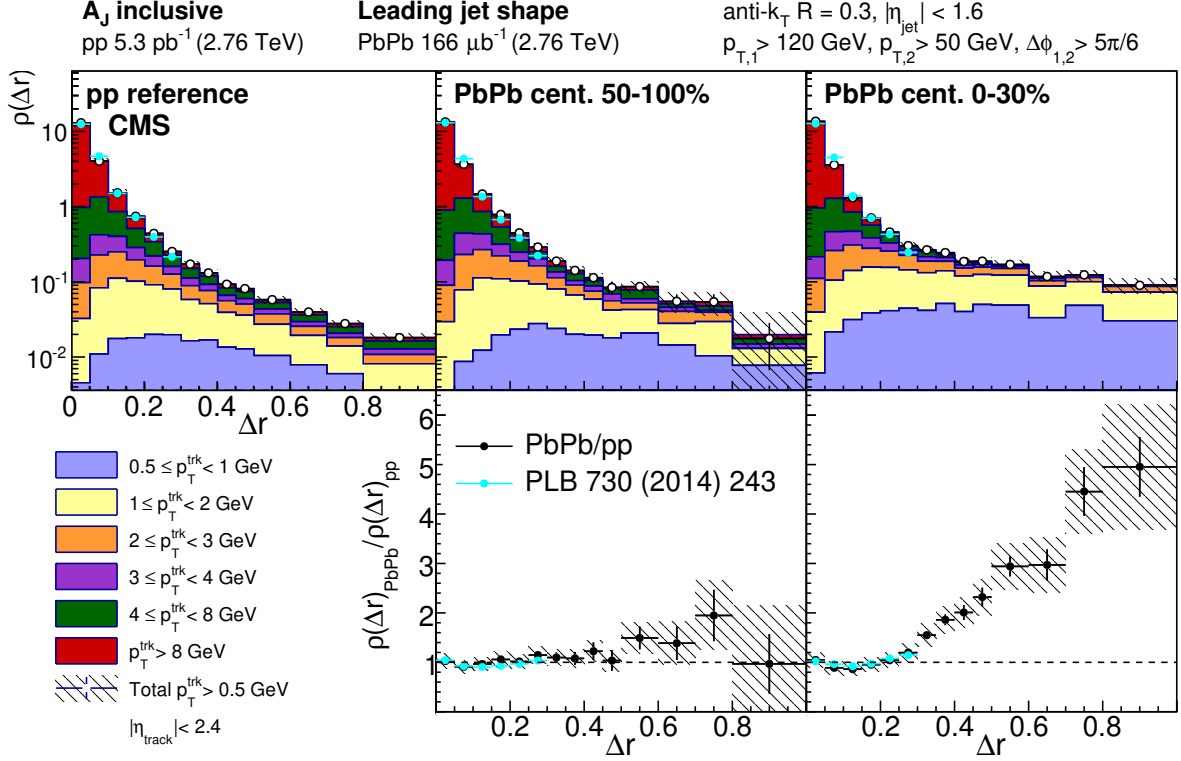 A_J inclusive
pp 5.3 pb⁻¹ (2.76 TeV)
Leading jet shape
PbPb 166 μb⁻¹ (2.76 TeV)
anti-k_T R = 0.3, |η_jet| < 1.6
p_T,1 > 120 GeV, p_T,2 > 50 GeV, Δϕ_1,2 > 5π/6
ρ(Δr)
pp reference
CMS
PbPb cent. 50-100%
PbPb cent. 0-30%
10
1
10⁻¹
10⁻²
0 0.2 0.4 0.6 0.8
Δr
0.5 ≤ p_T^trk < 1 GeV
1 ≤ p_T^trk < 2 GeV
2 ≤ p_T^trk < 3 GeV
3 ≤ p_T^trk < 4 GeV
4 ≤ p_T^trk < 8 GeV
p_T^trk > 8 GeV
Total p_T^trk > 0.5 GeV
|η_track| < 2.4
ρ(Δr)_PbPb/ρ(Δr)_pp
6
5
4
3
2
1
PbPb/pp
PLB 730 (2014) 243
0.2 0.4 0.6 0.8
Δr
0.2 0.4 0.6 0.8
Δr